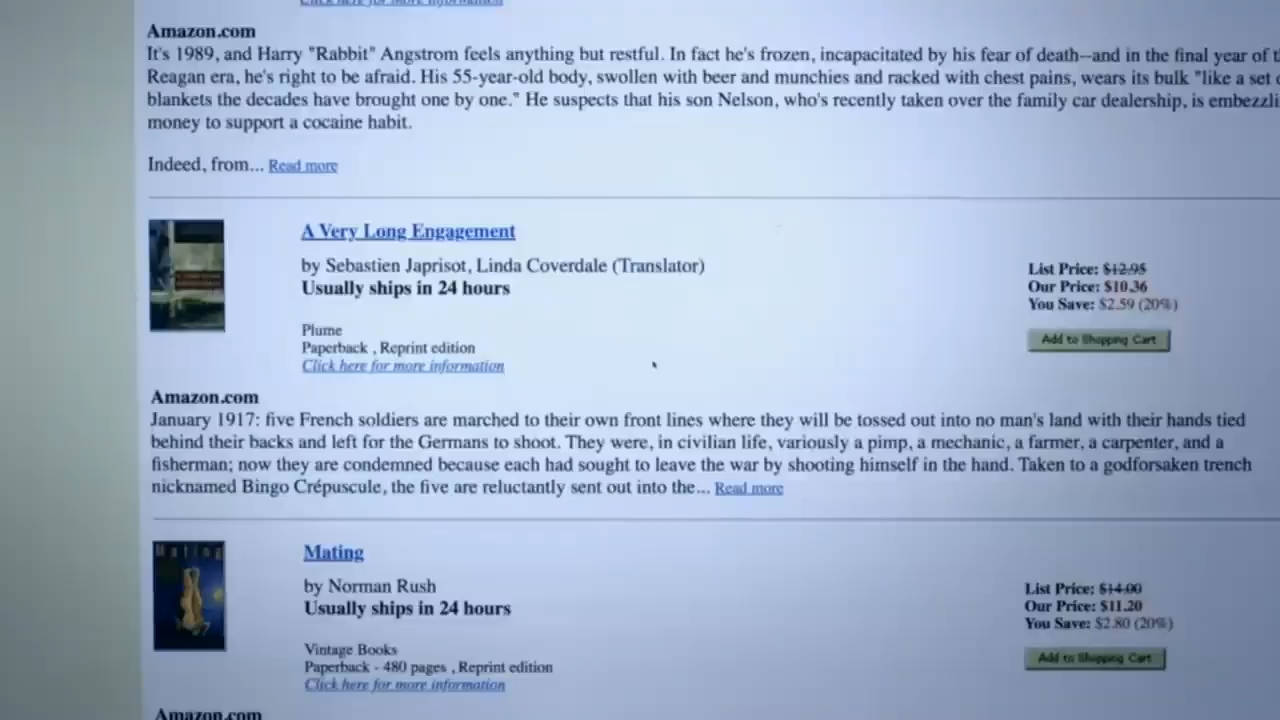 Amazon.com
It's 1989, and Harry "Rabbit" Angstrom feels anything but restful. In fact he's frozen, incapacitated by his fear of death--and in the final year of t
Reagan era, he's right to be afraid. His 55-year-old body, swollen with beer and munchies and racked with chest pains, wears its bulk "like a set o
blankets the decades have brought one by one." He suspects that his son Nelson, who's recently taken over the family car dealership, is embezzli
money to support a cocaine habit.
Indeed, from... Read more
A Very Long Engagement
by Sebastien Japrisot, Linda Coverdale (Translator)
Usually ships in 24 hours
List Price: $12.95
Our Price: $10.36
You Save: $2.59 (20%)
Add to Shopping Cart
Plume
Paperback , Reprint edition
Click here for more information
Amazon.com
January 1917: five French soldiers are marched to their own front lines where they will be tossed out into no man's land with their hands tied
behind their backs and left for the Germans to shoot. They were, in civilian life, variously a pimp, a mechanic, a farmer, a carpenter, and a
fisherman; now they are condemned because each had sought to leave the war by shooting himself in the hand. Taken to a godforsaken trench
nicknamed Bingo Crépuscule, the five are reluctantly sent out into the... Read more
Mating
by Norman Rush
Usually ships in 24 hours
List Price: $14.00
Our Price: $11.20
You Save: $2.80 (20%)
Add to Shopping Cart
Vintage Books
Paperback - 480 pages , Reprint edition
Click here for more information
Amazon.com